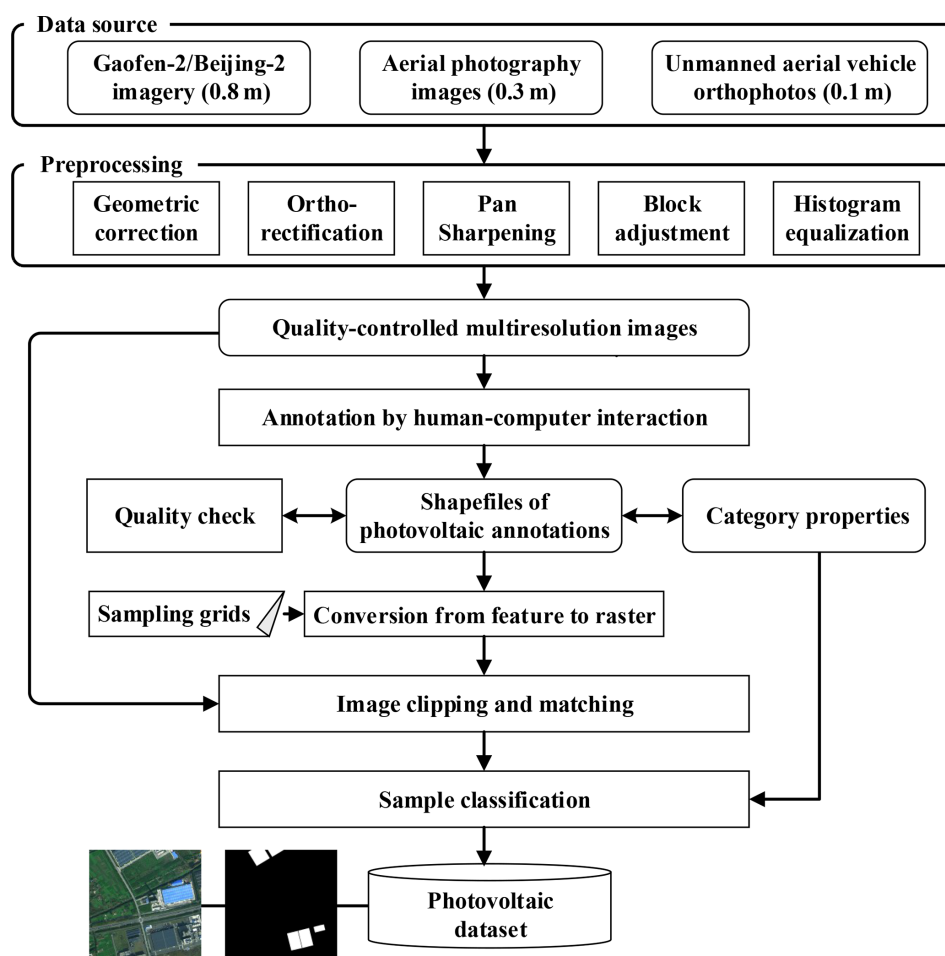 Data source
Gaofen-2/Beijing-2
imagery (0.8 m)
Aerial photography
images (0.3 m)
Unmanned aerial vehicle
orthophotos (0.1 m)
Preprocessing
Geometric
correction
Ortho-
rectification
Pan
Sharpening
Block
adjustment
Histogram
equalization
Quality-controlled multiresolution images
Annotation by human-computer interaction
Quality check
Shapefiles of
photovoltaic annotations
Category properties
Sampling grids
Conversion from feature to raster
Image clipping and matching
Sample classification
Photovoltaic
dataset